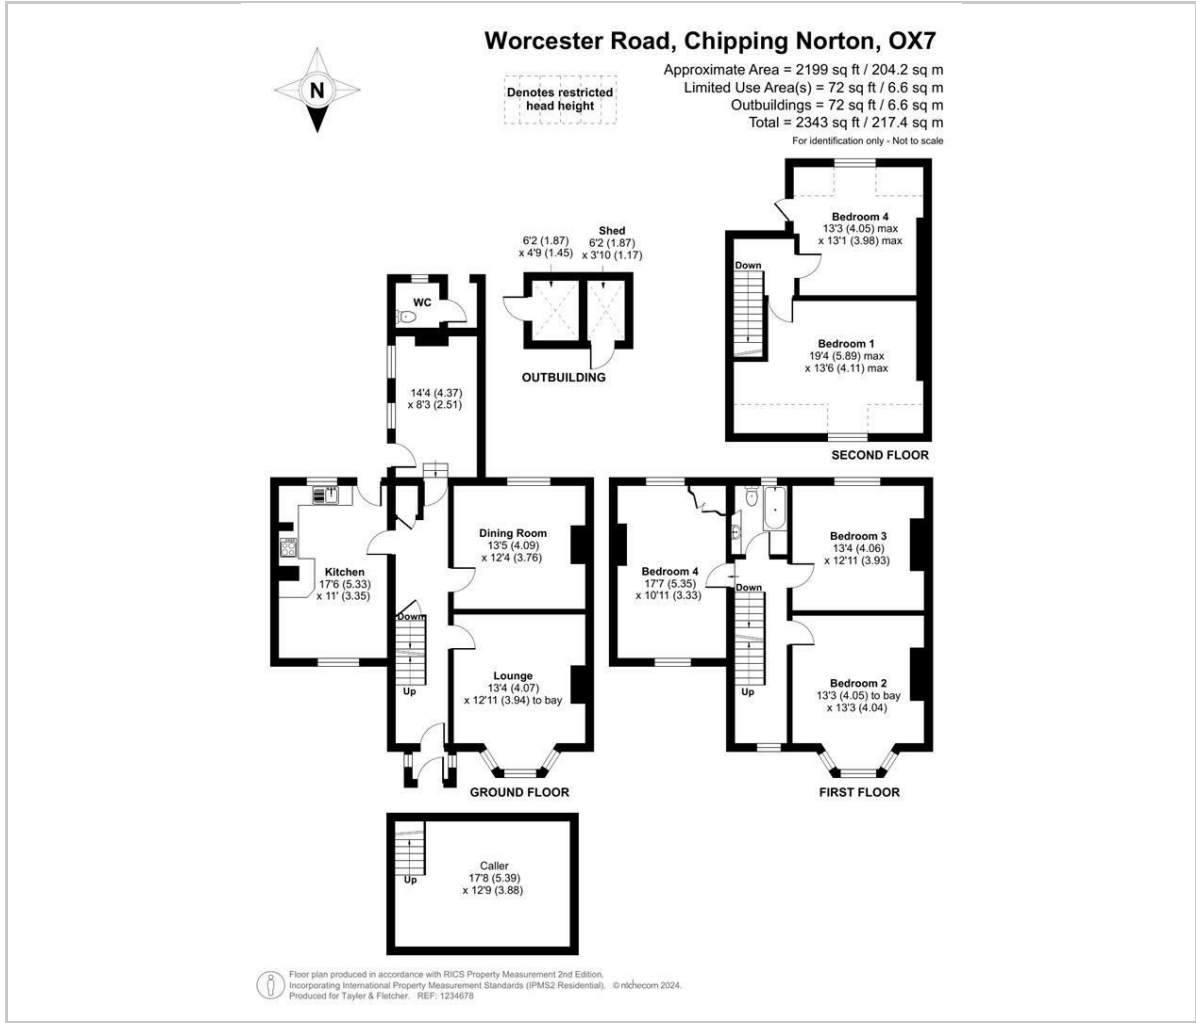 Worcester Road, Chipping Norton, OX7
Approximate Area = 2199 sq ft / 204.2 sq m
Limited Use Area(s) = 72 sq ft / 6.6 sq m
Outbuildings = 72 sq ft / 6.6 sq m
Total = 2343 sq ft / 217.4 sq m
For identification only - Not to scale
N
Denotes restricted
head height
Bedroom 4
13'3 (4.05) max
x 13'1 (3.98) max
Down
Bedroom 1
19'4 (5.89) max
x 13'6 (4.11) max
SECOND FLOOR
6'2 (1.87)
x 4'9 (1.45)
Shed
6'2 (1.87)
x 3'10 (1.17)
OUTBUILDING
WC
14'4 (4.37)
x 8'3 (2.51)
Dining Room
13'5 (4.09)
x 12'4 (3.76)
Kitchen
17'6 (5.33)
x 11' (3.35)
Down
Up
Lounge
13'4 (4.07)
x 12'11 (3.94) to bay
GROUND FLOOR
Bedroom 4
17'7 (5.35)
x 10'11 (3.33)
Bedroom 3
13'4 (4.06)
x 12'11 (3.93)
Down
Up
Bedroom 2
13'3 (4.05) to bay
x 13'3 (4.04)
FIRST FLOOR
Up
Caller
17'8 (5.39)
x 12'9 (3.88)
Floor plan produced in accordance with RICS Property Measurement 2nd Edition,
Incorporating International Property Measurement Standards (IPMS2 Residential). © nichecom 2024.
Produced for Tayler & Fletcher. REF: 1234678